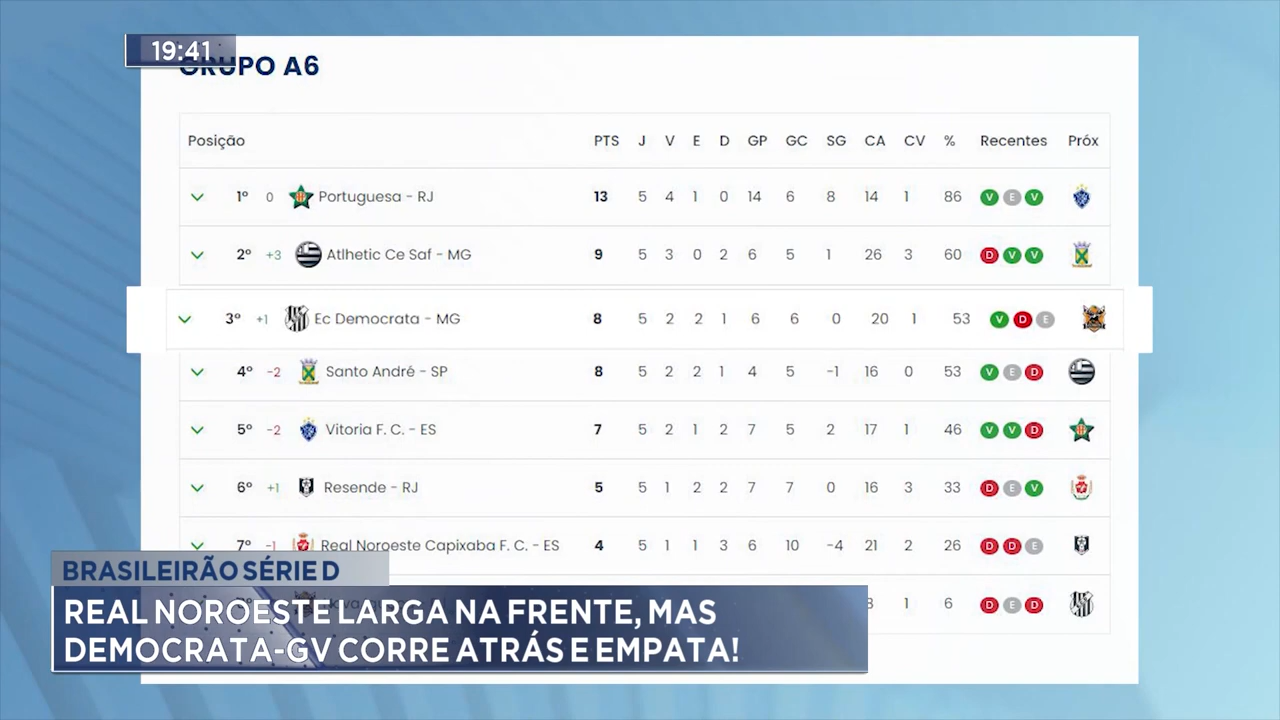 19:41
GRUPO A6
Posição PTS J V E D GP GC SG CA CV % Recentes Próx
1º 0 Portuguesa - RJ 13 5 4 1 0 14 6 8 14 1 86 V E V
2º +3 Atlhetic Ce Saf - MG 9 5 3 0 2 6 5 1 26 3 60 D V V
3º +1 Ec Democrata - MG 8 5 2 2 1 6 6 0 20 1 53 V D E
4º -2 Santo André - SP 8 5 2 2 1 4 5 -1 16 0 53 V E D
5º -2 Vitoria F. C. - ES 7 5 2 1 2 7 5 2 17 1 46 V V D
6º +1 Resende - RJ 5 5 1 2 2 7 7 0 16 3 33 D E V
7º -1 Real Noroeste Capixaba F. C. - ES 4 5 1 1 3 6 10 -4 21 2 26 D D E
1 6 D E D
BRASILEIRÃO SÉRIE D
REAL NOROESTE LARGA NA FRENTE, MAS
DEMOCRATA-GV CORRE ATRÁS E EMPATA!